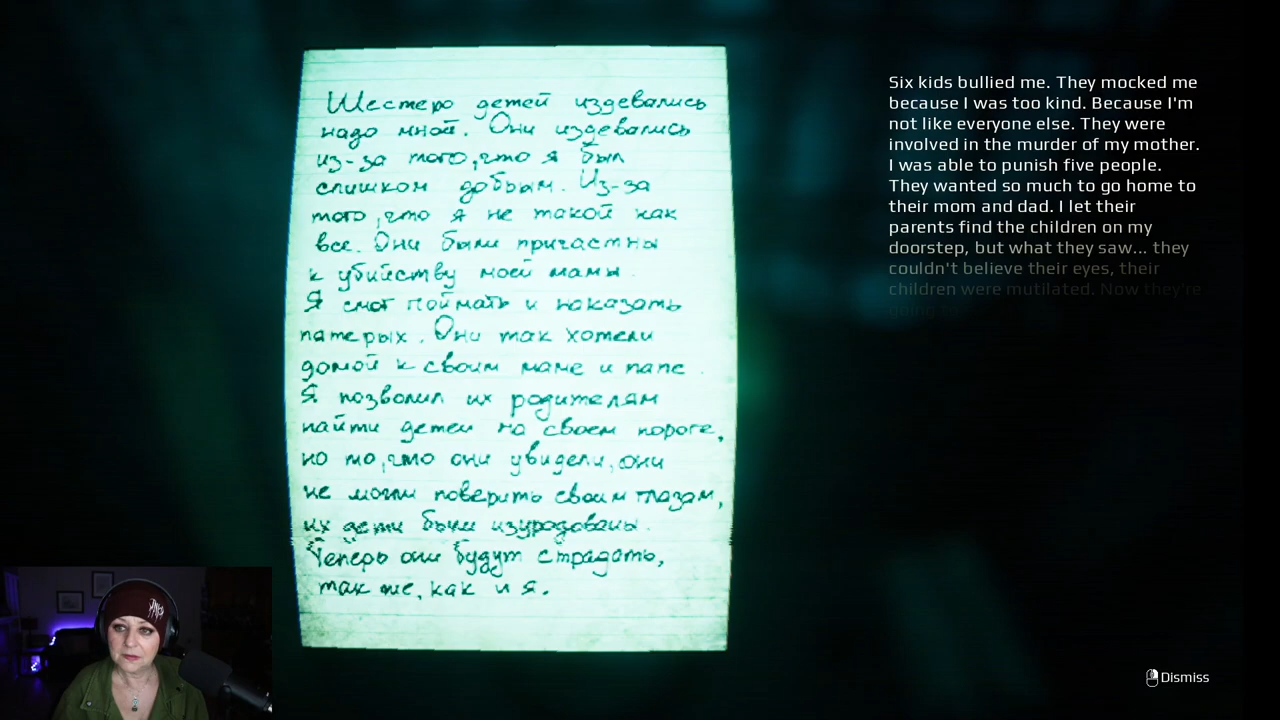 Шестеро детей издевались
надо мной. Они издевались
из-за того, что я был
слишком добрым. Из-за
того, что я не такой как
все. Они были причастны
к убийству моей мамы.
Я смог поймать и наказать
пятерых. Они так хотели
домой к своим маме и папе.
Я позволил их родителям
найти детей на своем пороге,
но то, что они увидели, они
не могли поверить своим глазам,
их дети были изуродованы.
Теперь они будут страдать,
так же, как и я.
Six kids bullied me. They mocked me
because I was too kind. Because I'm
not like everyone else. They were
involved in the murder of my mother.
I was able to punish five people.
They wanted so much to go home to
their mom and dad. I let their
parents find the children on my
doorstep, but what they saw... they
couldn't believe their eyes, their
children were mutilated. Now they're
going
Dismiss